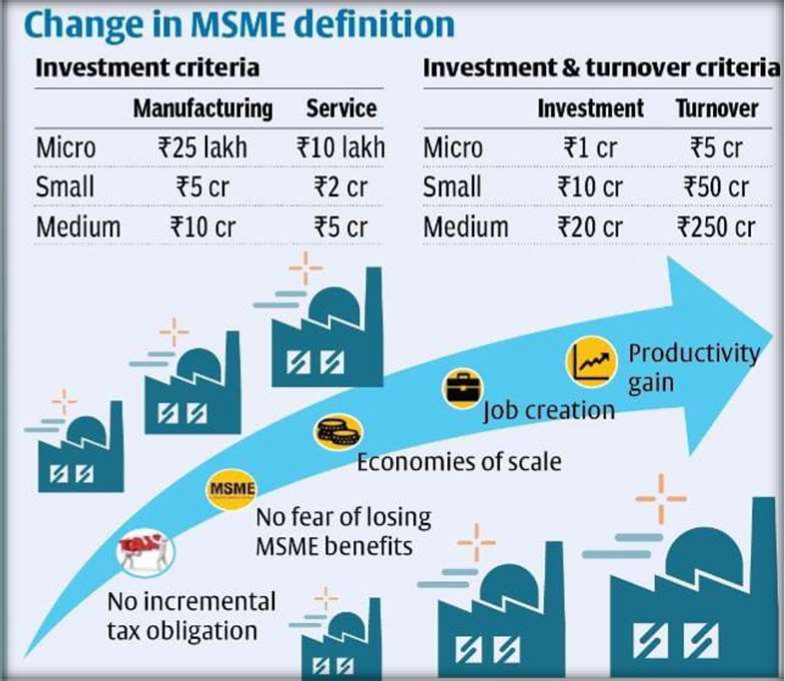 Change in MSME definition
Investment criteria
Manufacturing Service
Micro ₹25 lakh ₹10 lakh
Small ₹5 cr ₹2 cr
Medium ₹10 cr ₹5 cr
Investment & turnover criteria
Investment Turnover
Micro ₹1 cr ₹5 cr
Small ₹10 cr ₹50 cr
Medium ₹20 cr ₹250 cr
Productivity
gain
Job creation
Economies of scale
MSME
No fear of losing
MSME benefits
TAX
No incremental
tax obligation